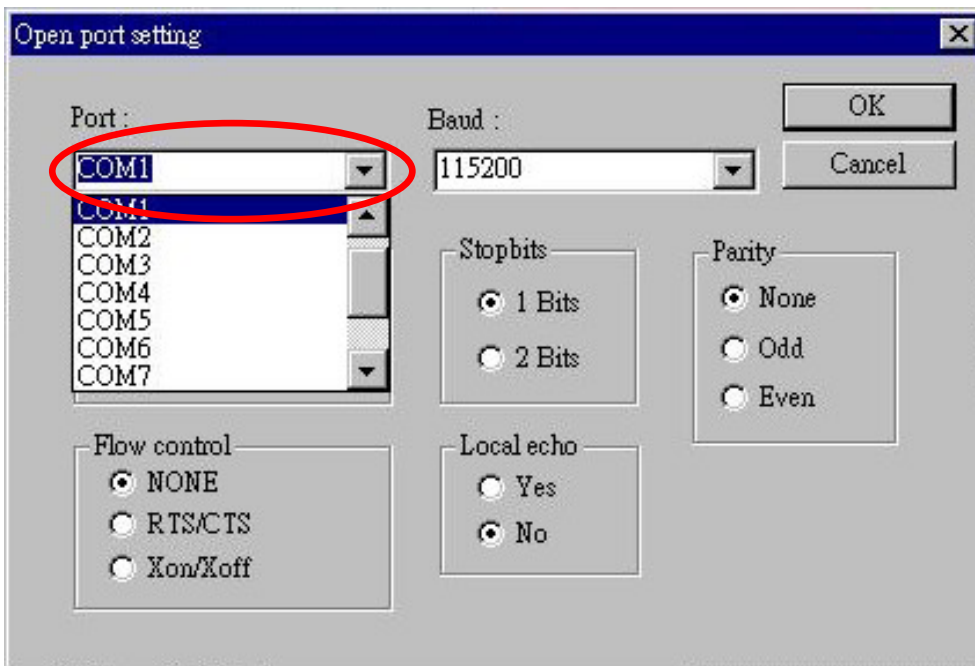 Open port setting
Port :
COM1
COM1
COM2
COM3
COM4
COM5
COM6
COM7
Baud :
115200
OK
Cancel
Stopbits
1 Bits
2 Bits
Parity
None
Odd
Even
Flow control
NONE
RTS/CTS
Xon/Xoff
Local echo
Yes
No